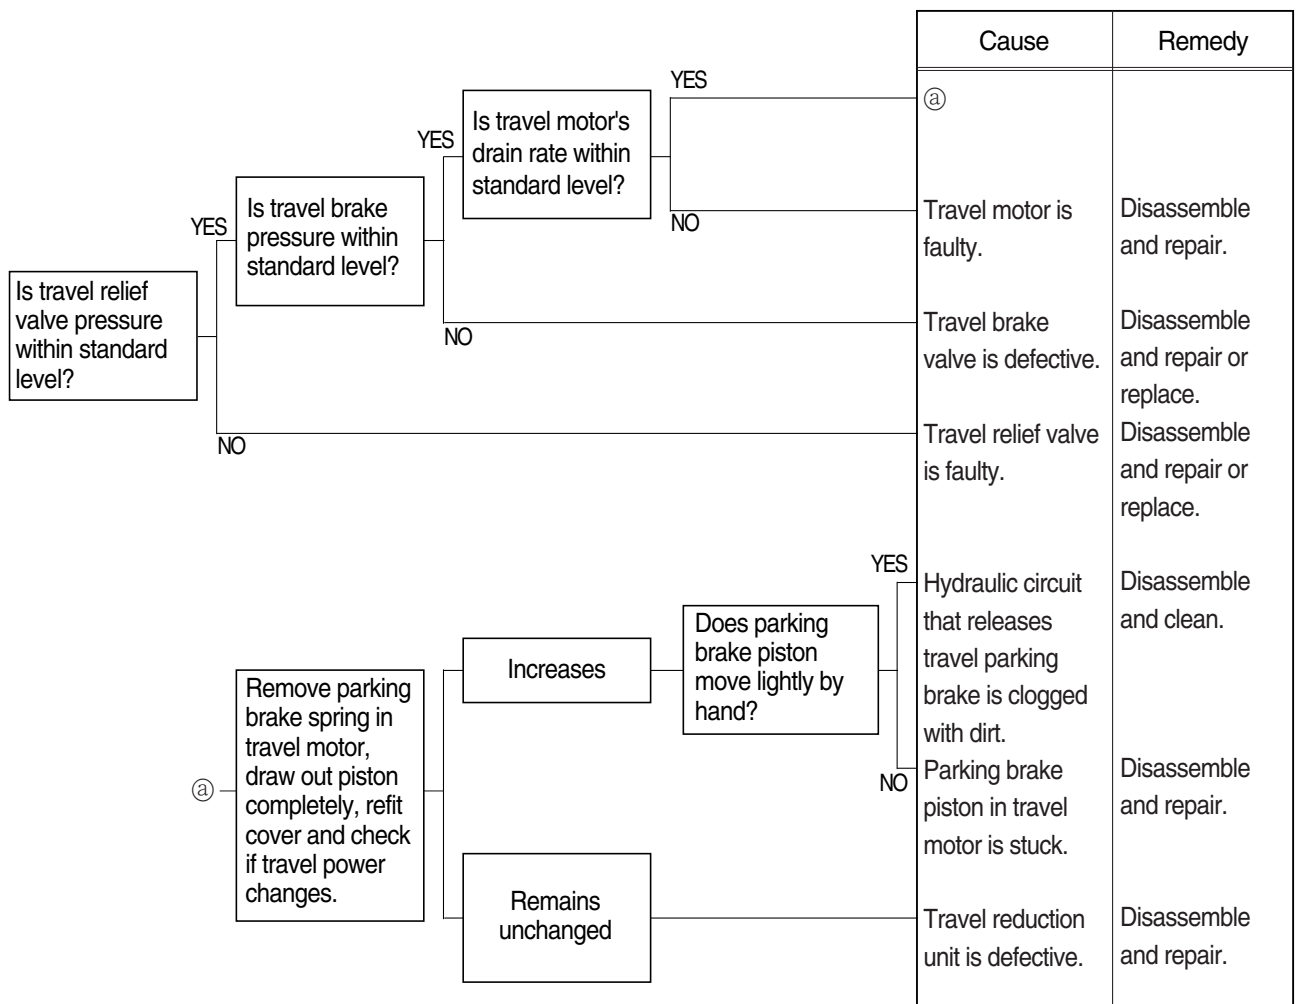 Cause
Remedy
YES
ⓐ
Is travel motor's
drain rate within
standard level?
YES
NO
Travel motor is
faulty.
Disassemble
and repair.
Is travel brake
pressure within
standard level?
YES
NO
Travel brake
valve is defective.
Disassemble
and repair or
replace.
Is travel relief
valve pressure
within standard
level?
NO
Travel relief valve
is faulty.
Disassemble
and repair or
replace.
ⓐ
Remove parking
brake spring in
travel motor,
draw out piston
completely, refit
cover and check
if travel power
changes.
Increases
Does parking
brake piston
move lightly by
hand?
YES
Hydraulic circuit
that releases
travel parking
brake is clogged
with dirt.
Disassemble
and clean.
NO
Parking brake
piston in travel
motor is stuck.
Disassemble
and repair.
Remains
unchanged
Travel reduction
unit is defective.
Disassemble
and repair.